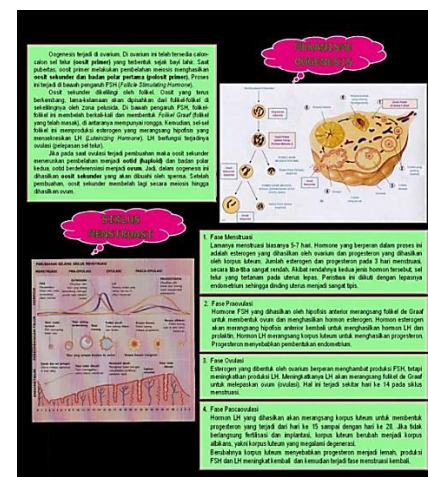 Oogenesis terjadi di ovarium. Di ovarium ini telah tersedia calon-
calon sel telur (oosit primer) yang terbentuk sejak bayi lahir. Saat
pubertas, oosit primer melakukan pembelahan meiosis menghasilkan
oosit sekunder dan badan polar pertama (polosit primer). Proses
ini terjadi di bawah pengaruh FSH (Follicle Stimulating Hormone).
Oosit sekunder dikelilingi oleh folikel. Oosit yang terus
berkembang, lama-kelamaan akan dipisahkan dari folikel-folikel di
sekelilingnya oleh zona pelusida. Di bawah pengaruh FSH, folikel-
folikel ini membelah berkali-kali dan membentuk Folikel Graaf (folikel
yang telah masak), di antaranya mempunyai rongga. Kemudian, sel-sel
folikel ini memproduksi estrogen yang merangsang hipofisis yang
mensekresikan LH (Luteinizing Hormone). LH berfungsi terjadinya
ovulasi (pelepasan sel telur).
Jika pada saat ovulasi terjadi pembuahan maka oosit sekunder
meneruskan pembelahan menjadi ootid (haploid) dan badan polar
kedua. ootid berdeferensiasi menjadi ovum. Jadi, dalam oogenesis ini
dihasilkan oosit sekunder yang akan dibuahi oleh sperma. Setelah
pembuahan, oosit sekunder membelah lagi secara meiosis hingga
dihasilkan ovum.
MEKANISME
OOGENESIS
SIKLUS
MENSTRUASI
MENSTRUASI
PRA-OVULASI
OVULASI
PASCA-OVULASI
1. Fase Menstruasi
Lamanya menstruasi biasanya 5-7 hari. Hormone yang berperan dalam proses ini
adalah estrogen yang dihasilkan oleh ovarium dan progesteron yang dihasilkan
oleh korpus luteum. Jumlah estrogen dan progesteron pada 3 hari menstruasi,
secara tiba-tiba sangat rendah. Akibat rendahnya kedua jenis hormon tersebut, sel
telur yang tertanam pada uterus lepas. Peristiwa ini diikuti dengan lepasnya
endometrium sehingga dinding uterus menjadi sangat tipis.
2. Fase Praovulasi
Hormone FSH yang dihasilkan oleh hipofisis anterior merangsang folikel de Graaf
untuk membentuk ovum dan menghasilkan hormon estrogen. Hormon estrogen
akan merangsang hipofisis anterior kembali untuk menghasilkan hormon LH dan
prolaktin. Hormon LH merangsang korpus luteum untuk menghasilkan progesteron.
Progesteron menyebabkan pembentukan endometrium.
3. Fase Ovulasi
Estrogen yang dibentuk oleh ovarium berperan menghambat produksi FSH, tetapi
meningkatkan produksi LH. Meningkatkanya LH akan merangsang folikel de Graaf
untuk melepaskan ovum (ovulasi). Hal ini terjadi sekitar hari ke 14 pada siklus
menstruasi.
4. Fase Pascaovulasi
Hormon LH yang dihasilkan akan merangsang korpus luteum untuk membentuk
progesteron yang terjadi dari hari ke 15 sampai dengan hari ke 28. Jika tidak
berlangsung fertilisasi dan implantasi, korpus luteum berubah menjadi korpus
albikans, yakni korpus luteum yang megalami degenerasi.
Berubahnya korpus luteum menyebabkan progesteron menjadi lemah, produksi
FSH dan LH meningkat kembali dan kemudian terjadi fase menstruasi kembali.